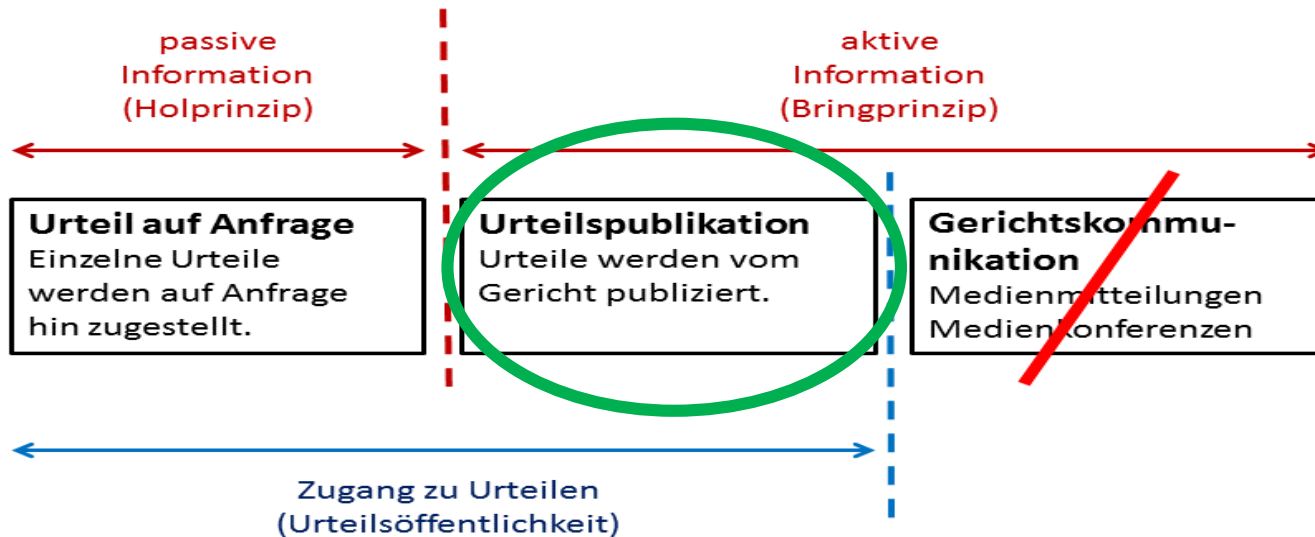 passive
Information
(Holprinzip)
aktive
Information
(Bringprinzip)
Urteil auf Anfrage
Einzelne Urteile
werden auf Anfrage
hin zugestellt.
Urteilspublikation
Urteile werden vom
Gericht publiziert.
Gerichtskommu-
nikation
Medienmitteilungen
Medienkonferenzen
Zugang zu Urteilen
(Urteilsöffentlichkeit)